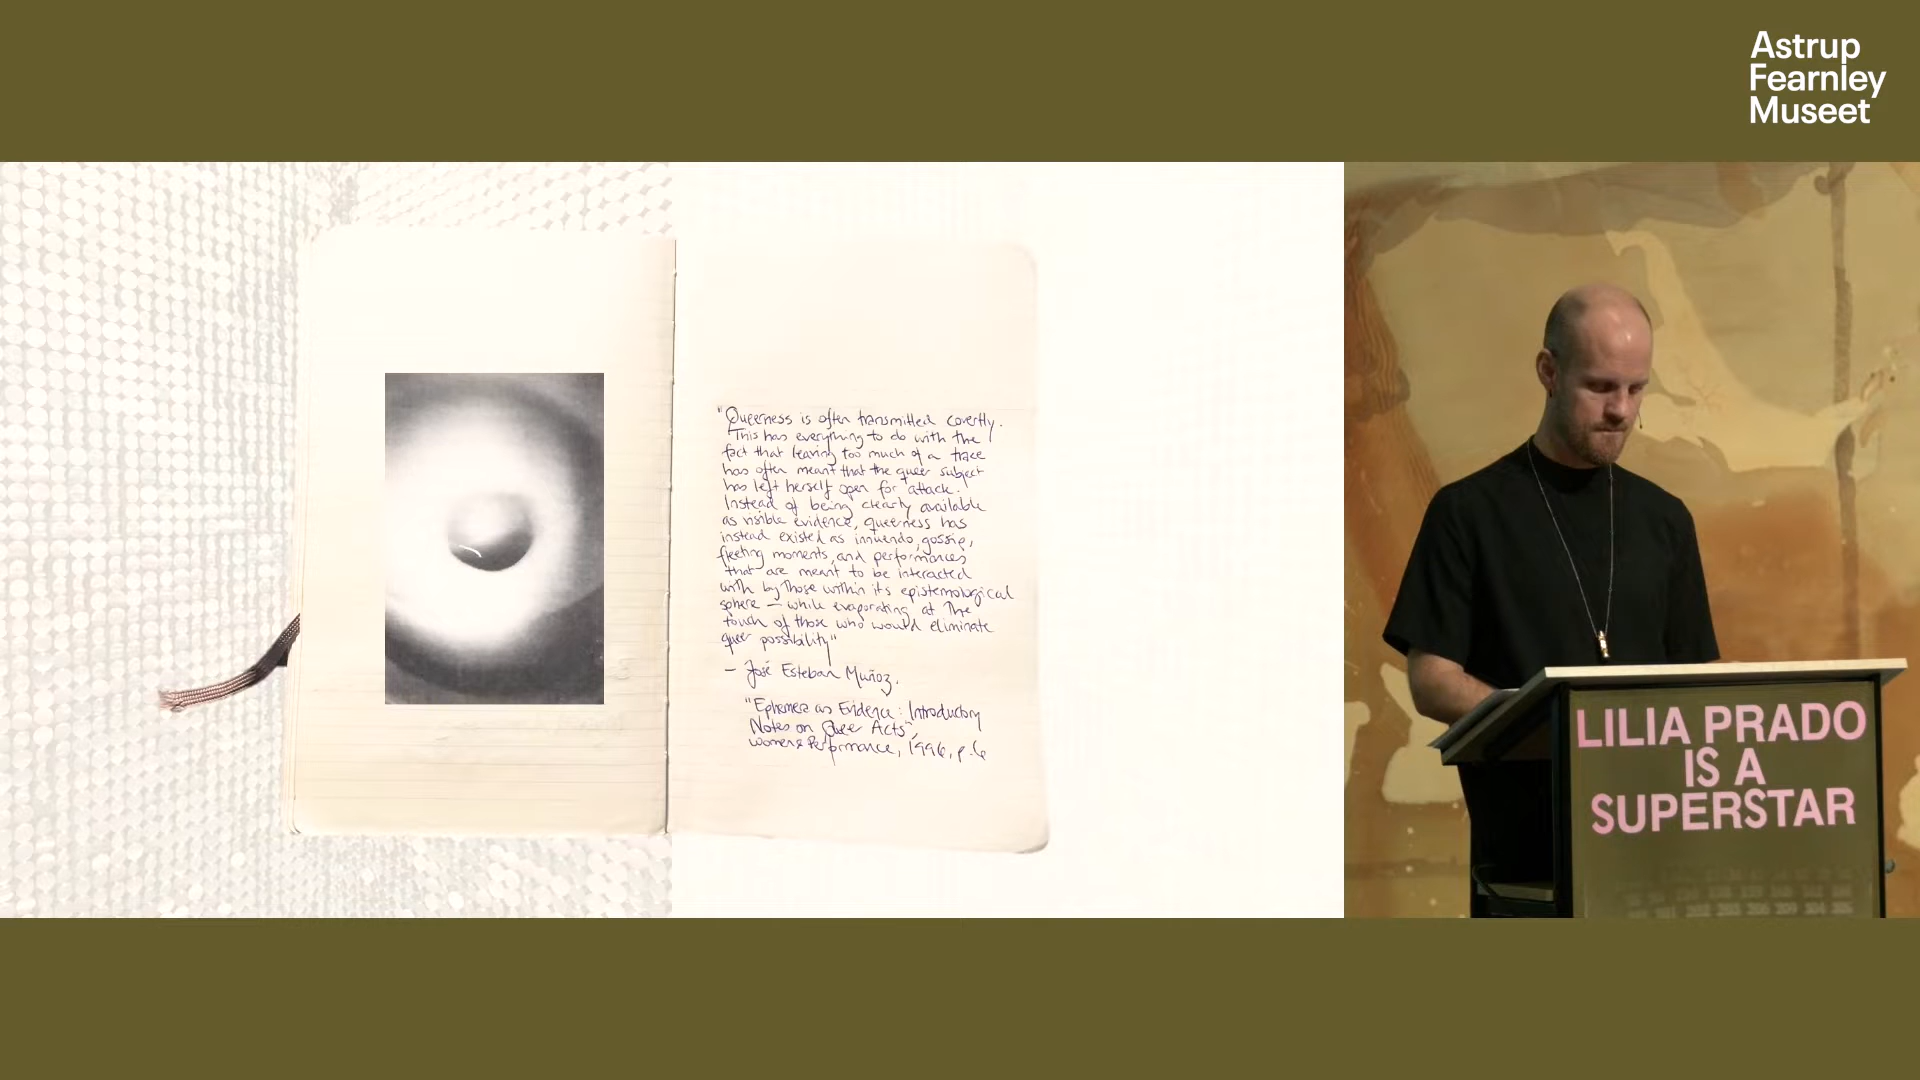 Astrup
Fearnley
Museet
"Queerness is often transmitted covertly.
This has everything to do with the
fact that leaving too much of a trace
has often meant that the queer subject
has left herself open for attack.
Instead of being clearly available
as visible evidence, queerness has
instead existed as innuendo, gossip,
fleeting moments, and performances
that are meant to be interacted
with by those within its epistemological
sphere – while evaporating at the
touch of those who would eliminate
queer possibility"
– José Esteban Muñoz.
"Ephemera as Evidence: Introductory
Notes on Queer Acts",
Women & Performance, 1996, p. 6
LILIA PRADO
IS A
SUPERSTAR